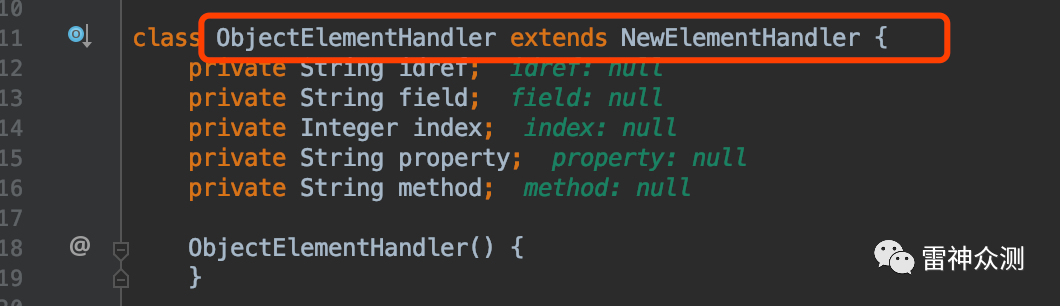 10
11 class ObjectElementHandler extends NewElementHandler {
12 private String idref; idref: null
13 private String field; field: null
14 private Integer index; index: null
15 private String property; property: null
16 private String method; method: null
17
18 @ ObjectElementHandler() {
19 }
雷神众测